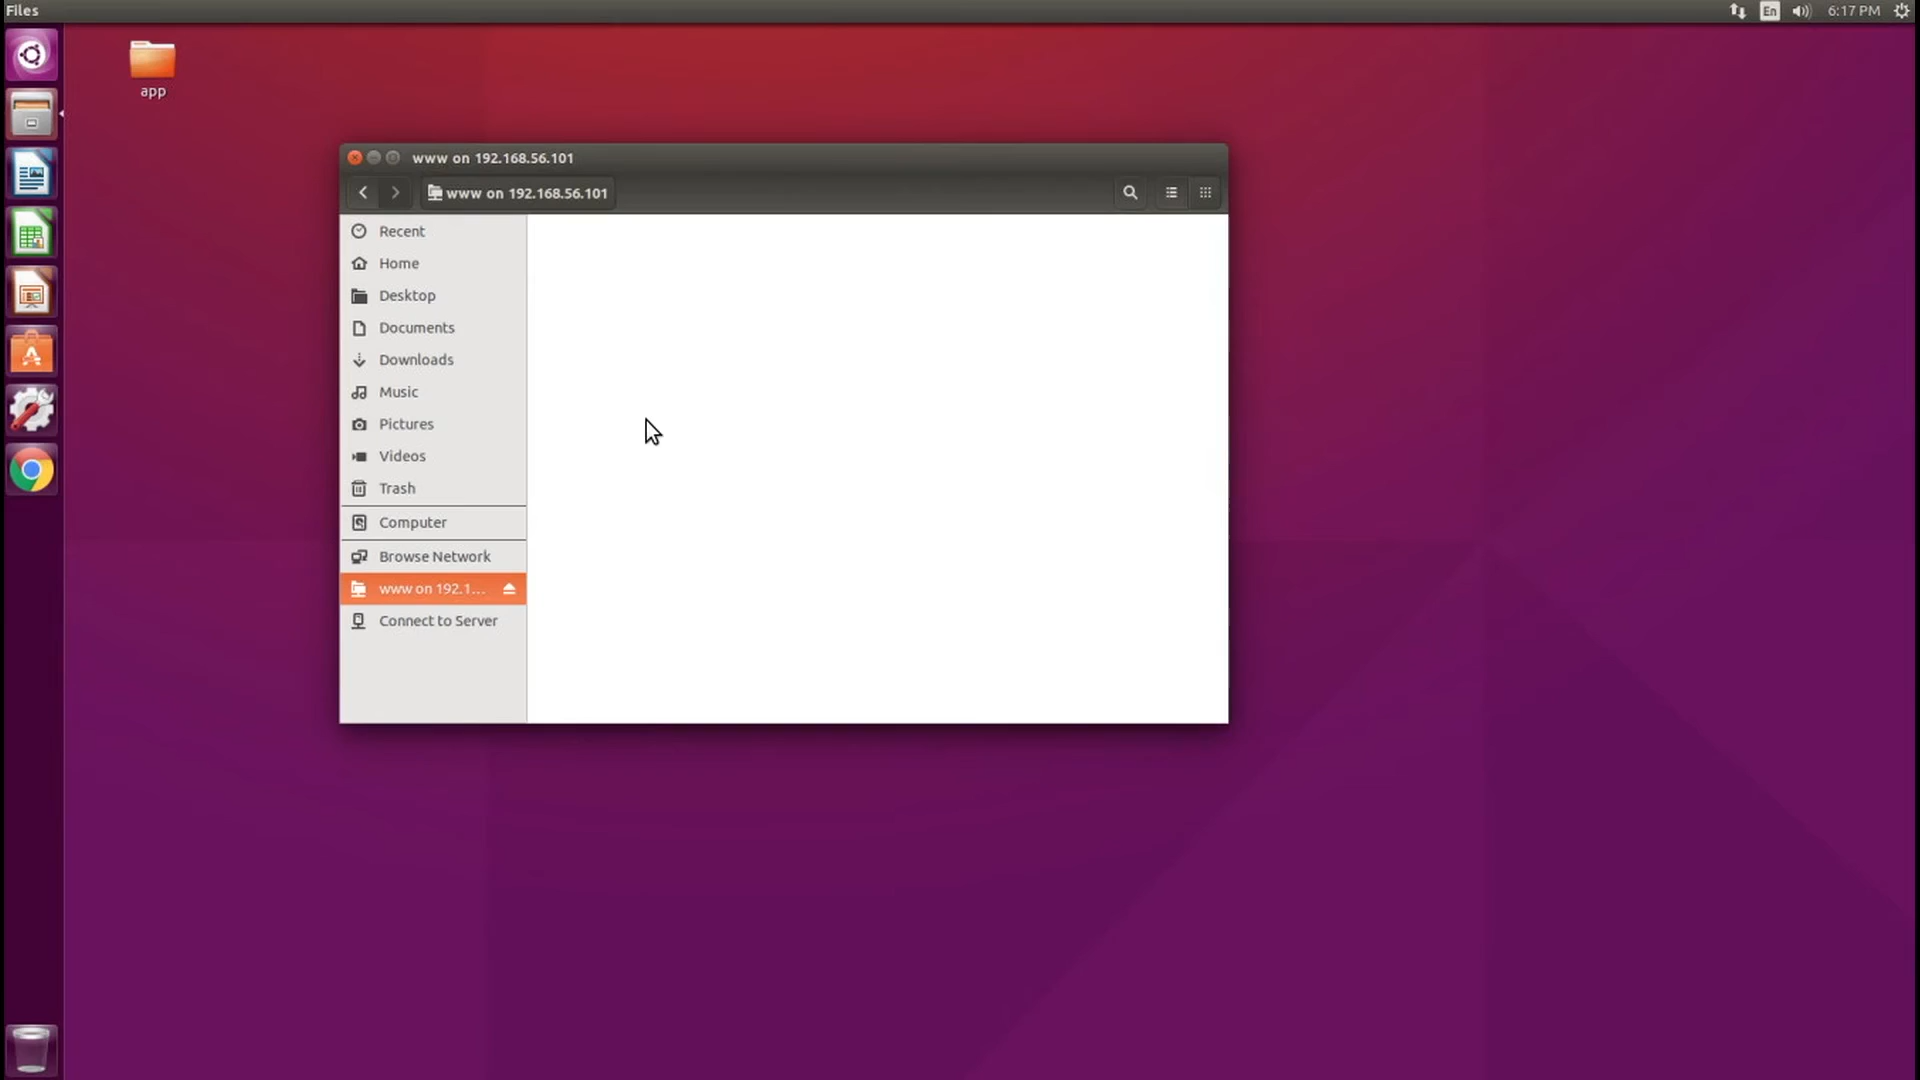 Files
En
6:17 PM
app
www on 192.168.56.101
www on 192.168.56.101
Recent
Home
Desktop
Documents
Downloads
Music
Pictures
Videos
Trash
Computer
Browse Network
www on 192.1...
Connect to Server